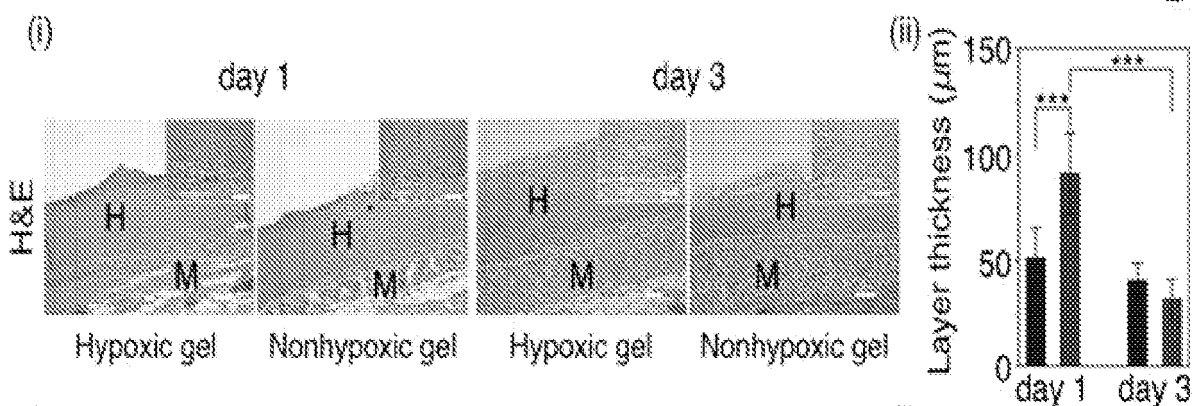 (i)
day 1
day 3
H&E
H
M
H
M
H
M
H
M
Hypoxic gel
Nonhypoxic gel
Hypoxic gel
Nonhypoxic gel
(ii)
Layer thickness (μm)
150
100
50
0
***
***
day 1
day 3